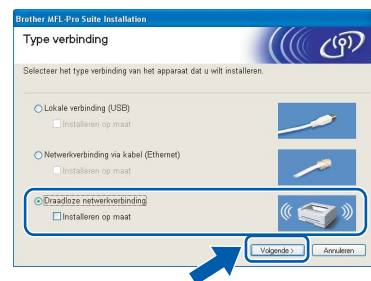 Brother MFL-Pro Suite Installation
Type verbinding
Selecteer het type verbinding van het apparaat dat u wilt installeren.
Lokale verbinding (USB)
Installeren op maat
Netwerkverbinding via kabel (Ethernet)
Installeren op maat
Draadloze netwerkverbinding
Installeren op maat
Volgende >
Annuleren